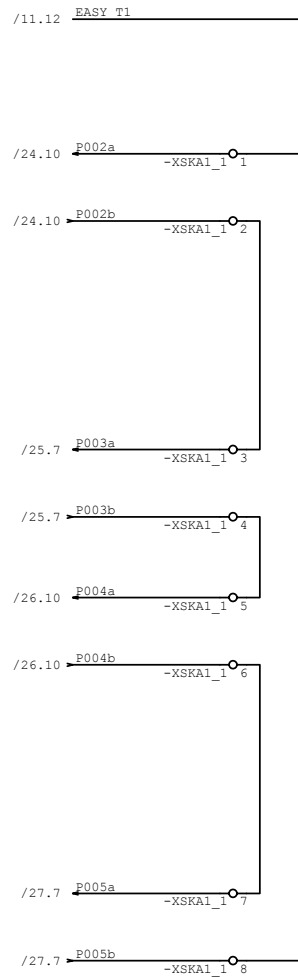 /11.12 EASY T1
/24.10 P002a
-XSKA1_1 1
/24.10 P002b
-XSKA1_1 2
/25.7 P003a
-XSKA1_1 3
/25.7 P003b
-XSKA1_1 4
/26.10 P004a
-XSKA1_1 5
/26.10 P004b
-XSKA1_1 6
/27.7 P005a
-XSKA1_1 7
/27.7 P005b
-XSKA1_1 8